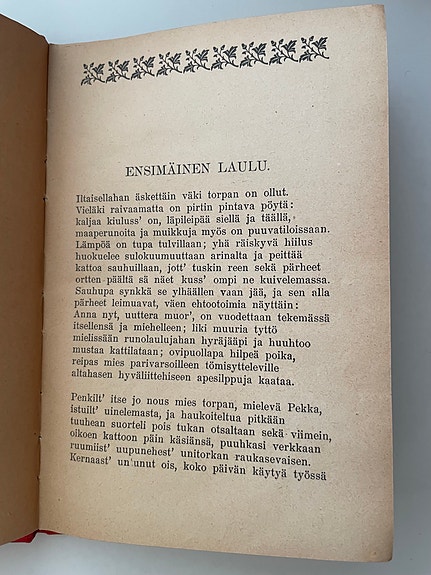 ENSIMÄINEN LAULU.
Iltaisellahan äskettäin väki torpan on ollut.
Vieläki raivaamatta on pirtin pintava pöytä:
kaljaa kiuluss' on, läpileipää siellä ja täällä,
maaperunoita ja muikkuja myös on puuvatiloissaan.
Lämpöä on tupa tulvillaan; yhä räiskyvä hiilus
huokuelee sulokuumuuttaan arinalta ja peittää
kattoa sauhuillaan, jott' tuskin reen sekä pärheet
ortten päältä sä näet kuss' ompi ne kuivelemassa.
Sauhupa synkkä se ylhäällen vaan jää, ja sen alla
pärheet leimuavat, väen ehtootoimia näyttäin:
Anna nyt, uuttera muor', on vuodettaan tekemässä
itsellensä ja miehelleen; liki muuria tyttö
mielissään runolaulujahan hyräjääpi ja huuhtoo
mustaa kattilataan; ovipuollapa hilpeä poika,
reipas mies parivarsoilleen tömisytteleville
altahasen hyväliitteiseen apesilppuja kaataa.
Penkilt' itse jo nous mies torpan, mielevä Pekka,
istuilt' uinelemasta, ja haukoiteltua pitkään
tuuhean suorteli pois tukan otsaltaan sekä viimein,
oikoen kattoon päin käsiänsä, puuhkasi verkkaan
ruumiist' uupunehest' unitorkan raukasevaisen.
Kernaast' un'unut ois, koko päivän käytyä työssä